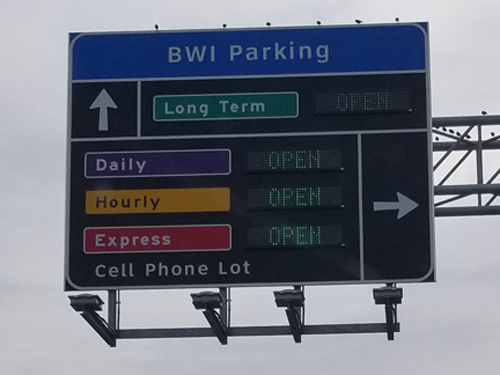 BWI Parking
Long Term OPEN
Daily OPEN
Hourly OPEN
Express OPEN
Cell Phone Lot